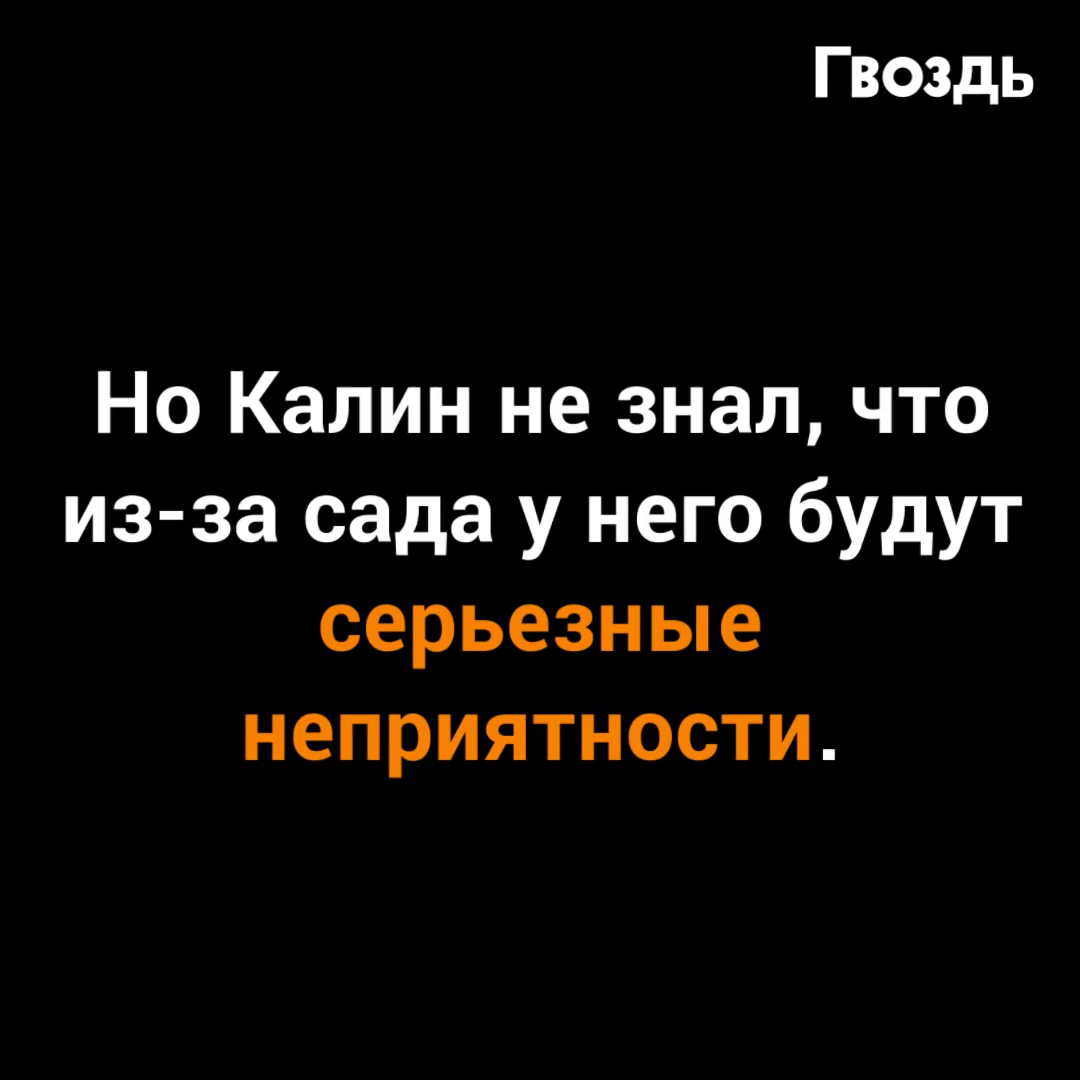 Гвоздь
Но Калин не знал, что
из-за сада у него будут
серьезные
неприятности.